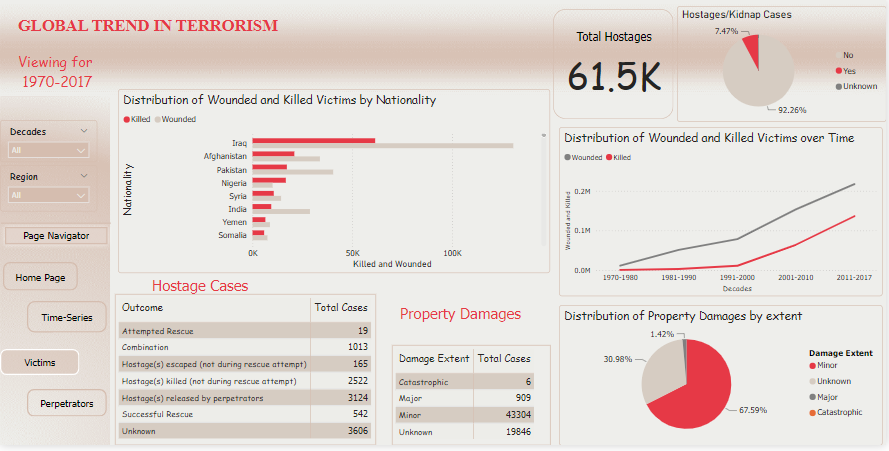 GLOBAL TREND IN TERRORISM
Viewing for
1970-2017
Decades
All
Region
All
Page Navigator
Home Page
Time-Series
Victims
Perpetrators
Distribution of Wounded and Killed Victims by Nationality
Killed Wounded
Nationality
Iraq
Afghanistan
Pakistan
Nigeria
Syria
India
Yemen
Somalia
0K 50K 100K
Killed and Wounded
Total Hostages
61.5K
Hostages/Kidnap Cases
7.47%
92.26%
No
Yes
Unknown
Distribution of Wounded and Killed Victims over Time
Wounded Killed
Wounded and Killed
0.2M
0.1M
0.0M
1970-1980 1981-1990 1991-2000 2001-2010 2011-2017
Decades
Hostage Cases
Outcome Total Cases
Attempted Rescue 19
Combination 1013
Hostage(s) escaped (not during rescue attempt) 165
Hostage(s) killed (not during rescue attempt) 2522
Hostage(s) released by perpetrators 3124
Successful Rescue 542
Unknown 3606
Property Damages
Damage Extent Total Cases
Catastrophic 6
Major 909
Minor 43304
Unknown 19846
Distribution of Property Damages by extent
1.42%
30.98%
67.59%
Damage Extent
Minor
Unknown
Major
Catastrophic